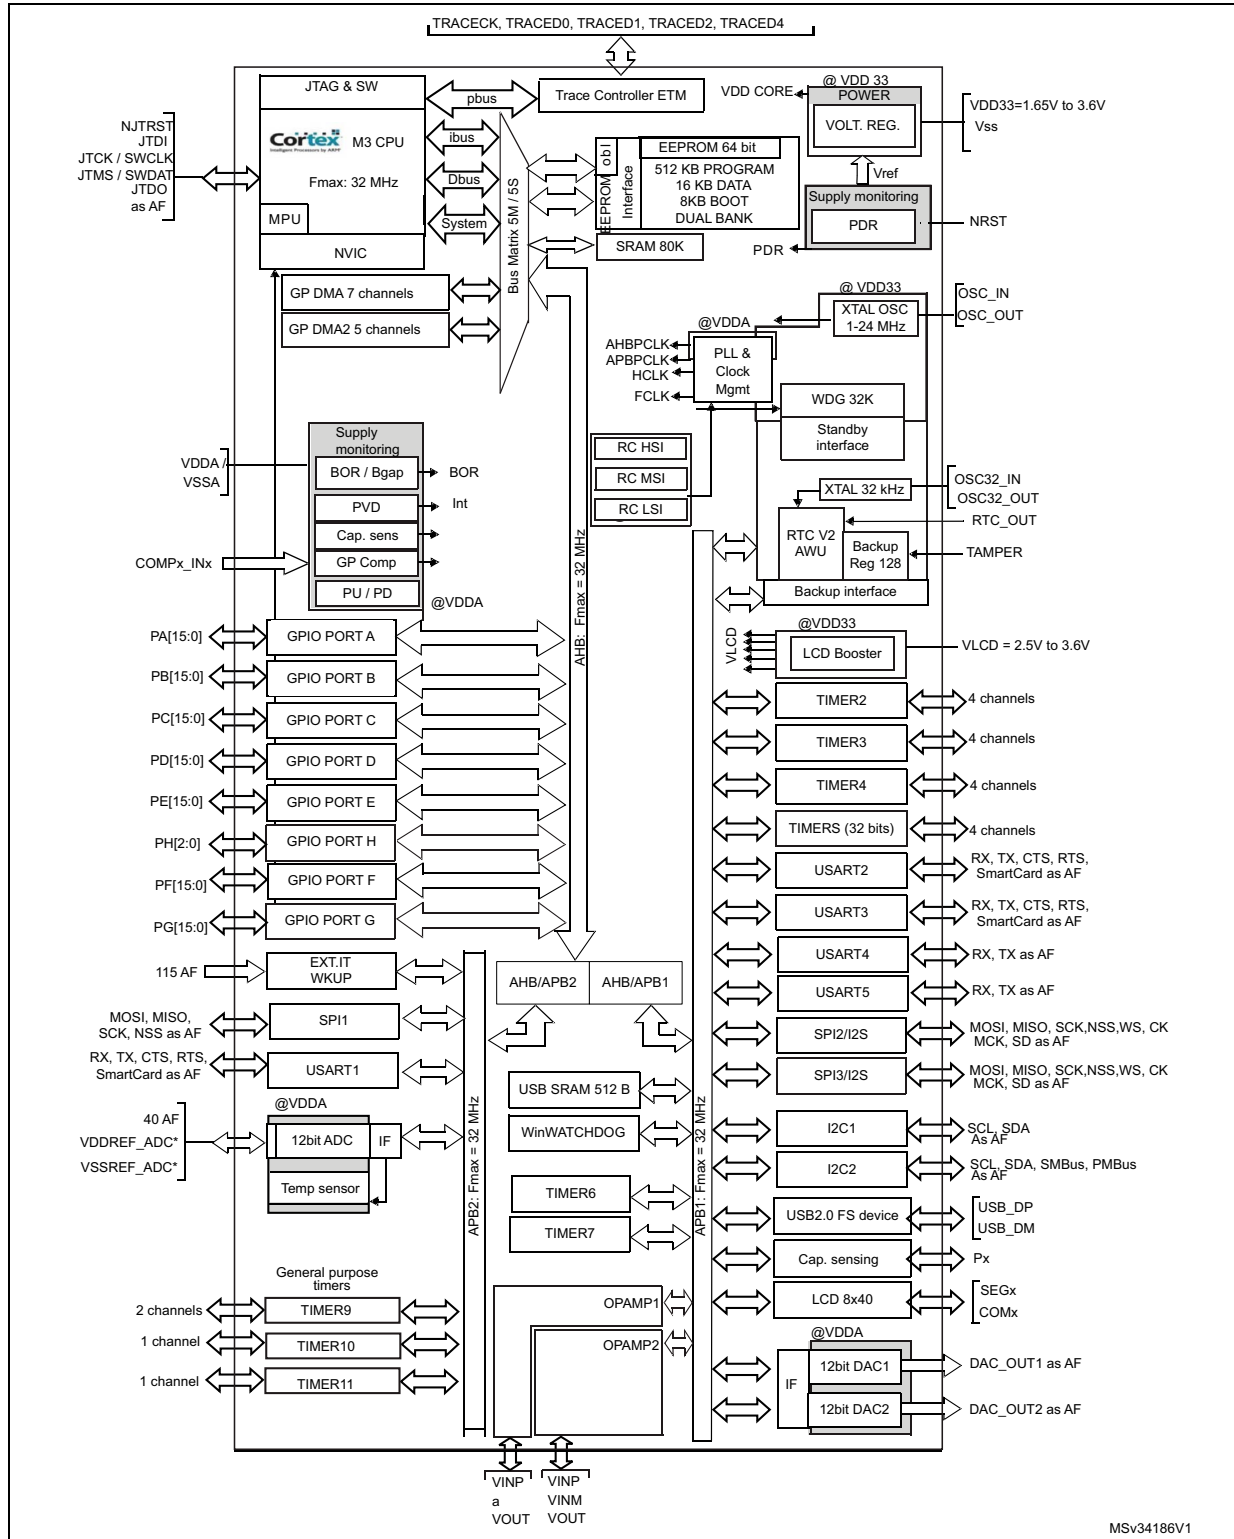 TRACECK, TRACED0, TRACED1, TRACED2, TRACED4
JTAG & SW
pbus
Trace Controller ETM
VDD CORE
@ VDD 33
POWER
VOLT. REG.
VDD33=1.65V to 3.6V
Vss
NJTRST
JTDI
JTCK / SWCLK
JTMS / SWDAT
JTDO
as AF
Cortex
Intelligent Processors by ARM
M3 CPU
Fmax: 32 MHz
MPU
NVIC
ibus
Dbus
System
Bus Matrix 5M / 5S
EEPROM obl
Interface
EEPROM 64 bit
512 KB PROGRAM
16 KB DATA
8KB BOOT
DUAL BANK
SRAM 80K
Vref
Supply monitoring
PDR
NRST
PDR
GP DMA 7 channels
GP DMA2 5 channels
@ VDD33
XTAL OSC
1-24 MHz
OSC_IN
OSC_OUT
@VDDA
AHBPCLK
APBPCLK
HCLK
FCLK
PLL &
Clock
Mgmt
WDG 32K
Standby
interface
RC HSI
RC MSI
RC LSI
XTAL 32 kHz
OSC32_IN
OSC32_OUT
RTC_OUT
RTC V2
AWU
Backup
Reg 128
TAMPER
Backup interface
VDDA /
VSSA
Supply
monitoring
BOR / Bgap
BOR
PVD
Int
Cap. sens
COMPx_INx
GP Comp
PU / PD
@VDDA
AHB: Fmax = 32 MHz
@VDD33
VLCD
LCD Booster
VLCD = 2.5V to 3.6V
PA[15:0]
GPIO PORT A
PB[15:0]
GPIO PORT B
PC[15:0]
GPIO PORT C
PD[15:0]
GPIO PORT D
PE[15:0]
GPIO PORT E
PH[2:0]
GPIO PORT H
PF[15:0]
GPIO PORT F
PG[15:0]
GPIO PORT G
TIMER2
4 channels
TIMER3
4 channels
TIMER4
4 channels
TIMERS (32 bits)
4 channels
USART2
RX, TX, CTS, RTS,
SmartCard as AF
USART3
RX, TX, CTS, RTS,
SmartCard as AF
USART4
RX, TX as AF
USART5
RX, TX as AF
SPI2/I2S
MOSI, MISO, SCK,NSS,WS, CK
MCK, SD as AF
SPI3/I2S
MOSI, MISO, SCK,NSS,WS, CK
MCK, SD as AF
I2C1
SCL, SDA
As AF
I2C2
SCL, SDA, SMBus, PMBus
As AF
USB2.0 FS device
USB_DP
USB_DM
Cap. sensing
Px
LCD 8x40
SEGx
COMx
@VDDA
IF
12bit DAC1
DAC_OUT1 as AF
12bit DAC2
DAC_OUT2 as AF
115 AF
EXT.IT
WKUP
MOSI, MISO,
SCK, NSS as AF
SPI1
RX, TX, CTS, RTS,
SmartCard as AF
USART1
@VDDA
40 AF
VDDREF_ADC*
VSSREF_ADC*
12bit ADC
IF
Temp sensor
General purpose
timers
2 channels
TIMER9
1 channel
TIMER10
1 channel
TIMER11
APB2: Fmax = 32 MHz
AHB/APB2
AHB/APB1
USB SRAM 512 B
WinWATCHDOG
TIMER6
TIMER7
APB1: Fmax = 32 MHz
OPAMP1
OPAMP2
VINP
a
VOUT
VINP
VINM
VOUT
MSv34186V1